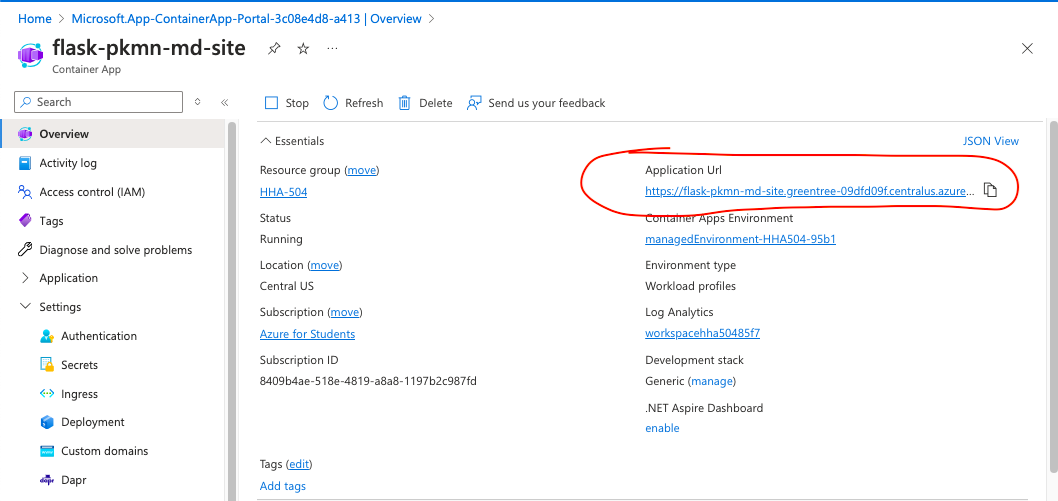 Home > Microsoft.App-ContainerApp-Portal-3c08e4d8-a413 | Overview >
flask-pkmn-md-site
Container App
Search
Overview
Activity log
Access control (IAM)
Tags
Diagnose and solve problems
Application
Settings
Authentication
Secrets
Ingress
Deployment
Custom domains
Dapr
Stop Refresh Delete Send us your feedback
Essentials
JSON View
Resource group (move)
HHA-504
Status
Running
Location (move)
Central US
Subscription (move)
Azure for Students
Subscription ID
8409b4ae-518e-4819-a8a8-1197b2c987fd
Application Url
https://flask-pkmn-md-site.greentree-09dfd09f.centralus.azure...
Container Apps Environment
managedEnvironment-HHA504-95b1
Environment type
Workload profiles
Log Analytics
workspacehha50485f7
Development stack
Generic (manage)
.NET Aspire Dashboard
enable
Tags (edit)
Add tags